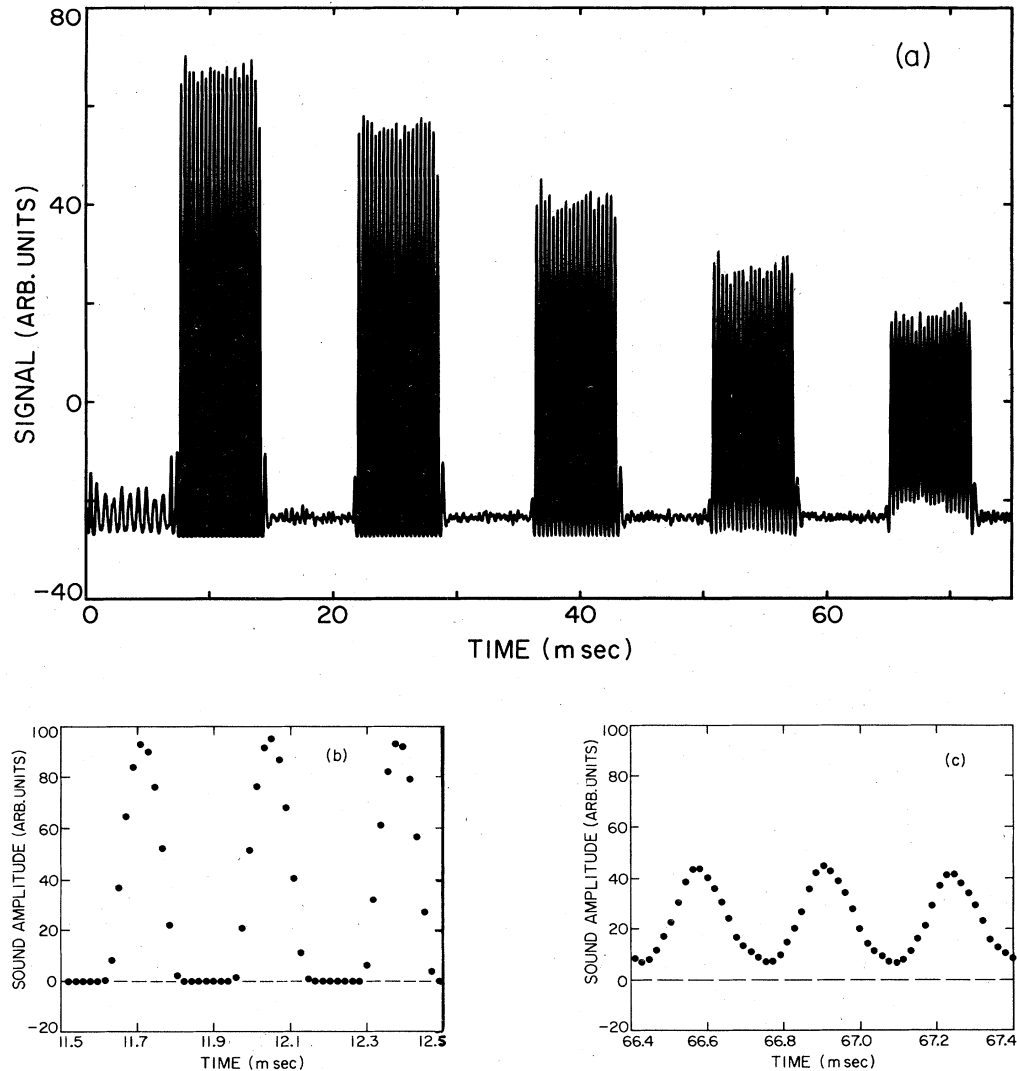 80
(a)
40
0
-40
SIGNAL (ARB. UNITS)
0 20 40 60
TIME (m sec)
100
80
60
40
20
0
-20
SOUND AMPLITUDE (ARB. UNITS)
(b)
11.5 11.7 11.9 12.1 12.3 12.5
TIME (m sec)
100
80
60
40
20
0
-20
SOUND AMPLITUDE (ARB. UNITS)
(c)
66.4 66.6 66.8 67.0 67.2 67.4
TIME (m sec)